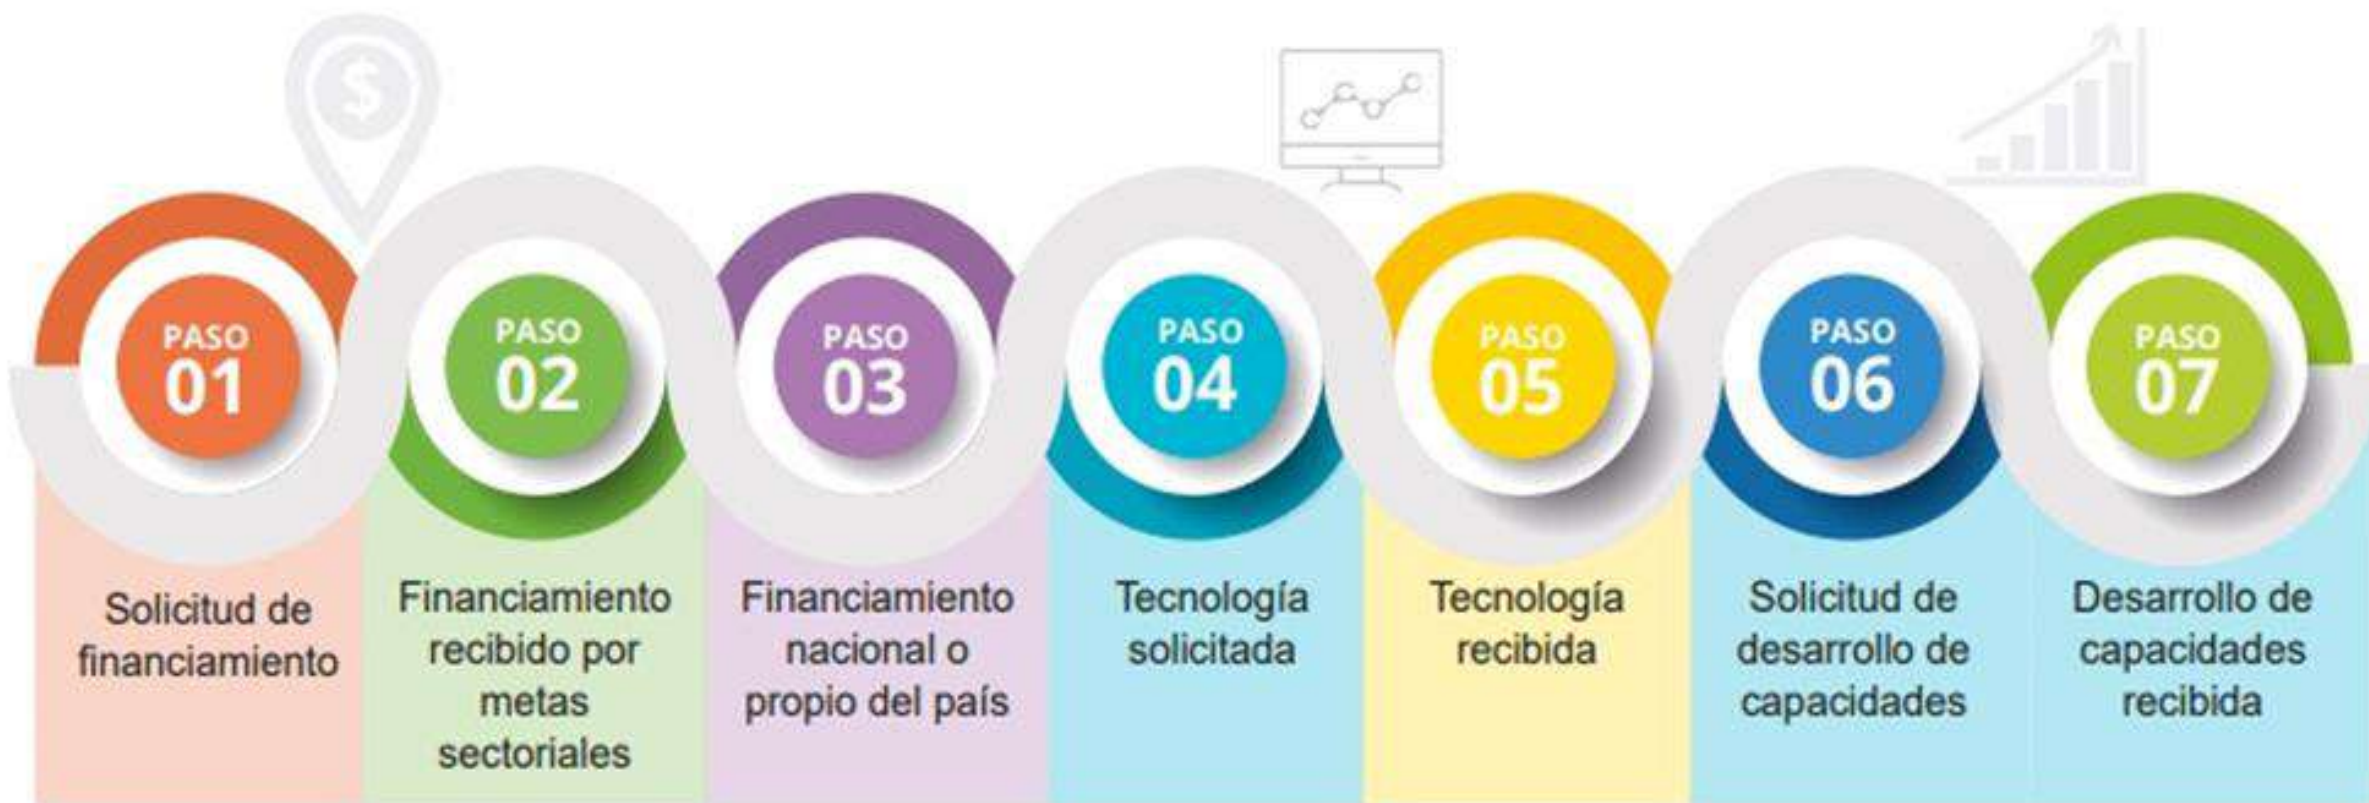 PASO
01
PASO
02
PASO
03
PASO
04
PASO
05
PASO
06
PASO
07
Solicitud de
financiamiento
Financiamiento
recibido por
metas
sectoriales
Financiamiento
nacional o
propio del país
Tecnología
solicitada
Tecnología
recibida
Solicitud de
desarrollo de
capacidades
Desarrollo de
capacidades
recibida
$